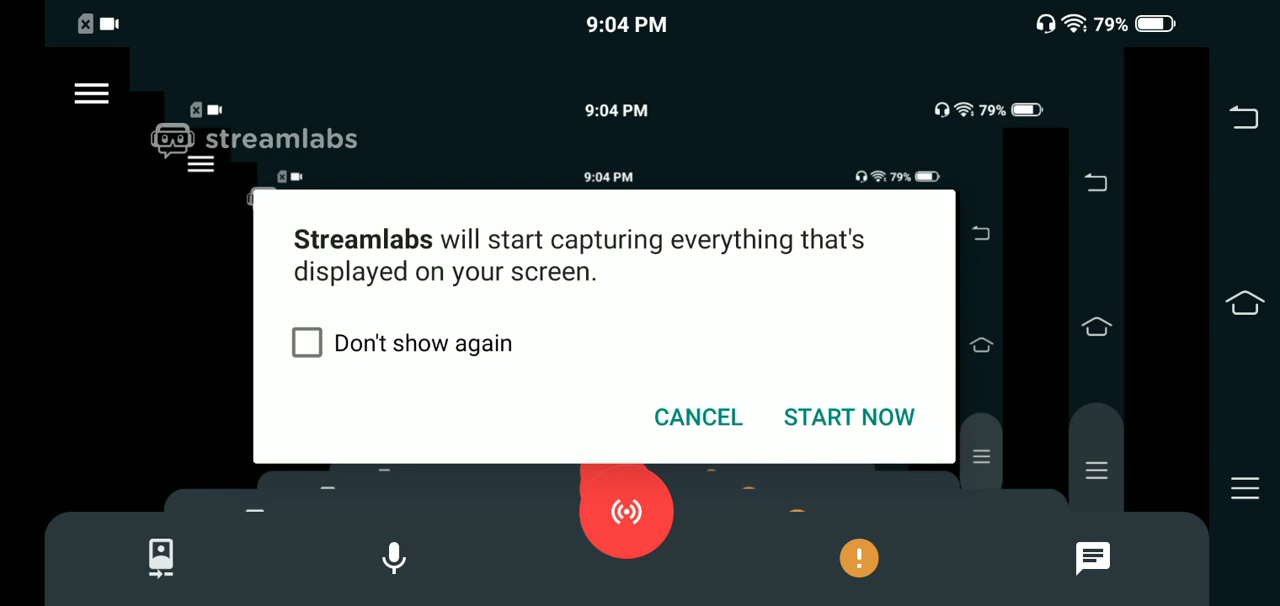 9:04 PM
79%
9:04 PM
79%
streamlabs
9:04 PM
79%
Streamlabs will start capturing everything that's
displayed on your screen.
Don't show again
CANCEL START NOW